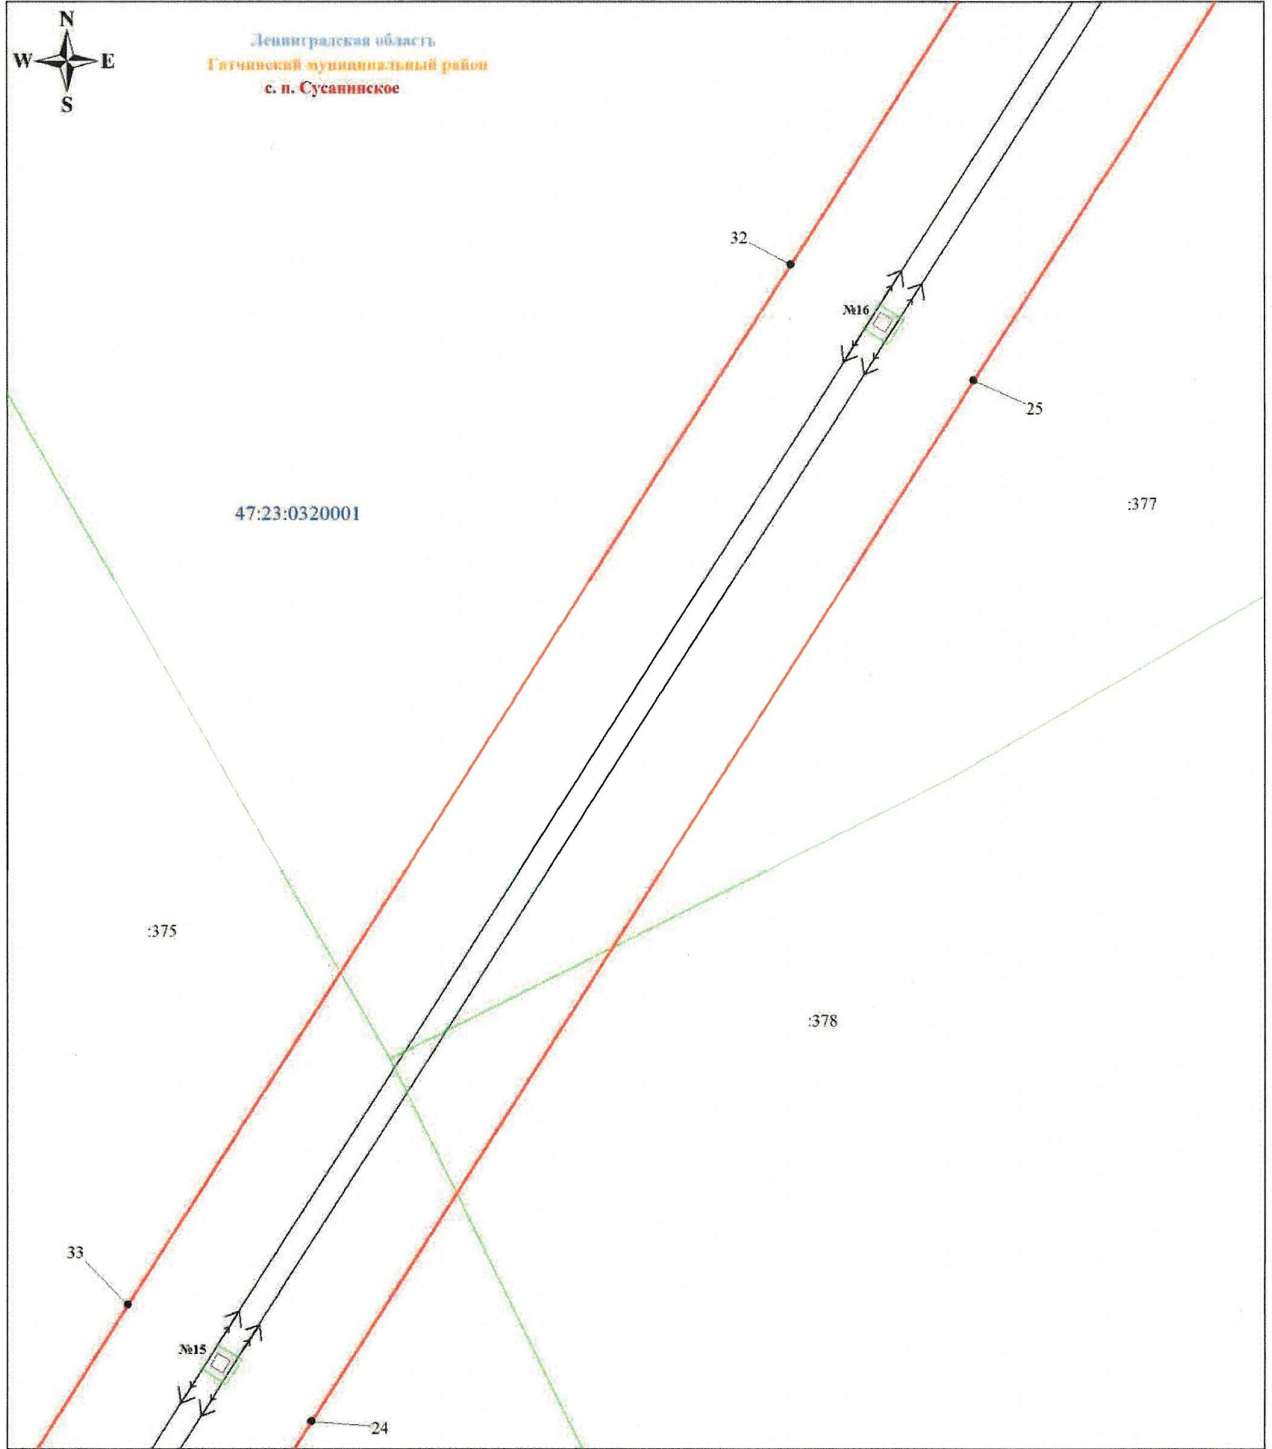 N
W E
S
Ленинградская область
Гатчинский муниципальный район
с. п. Сусанинское
32
№16
25
:377
47:23:0320001
:375
:378
33
№15
24